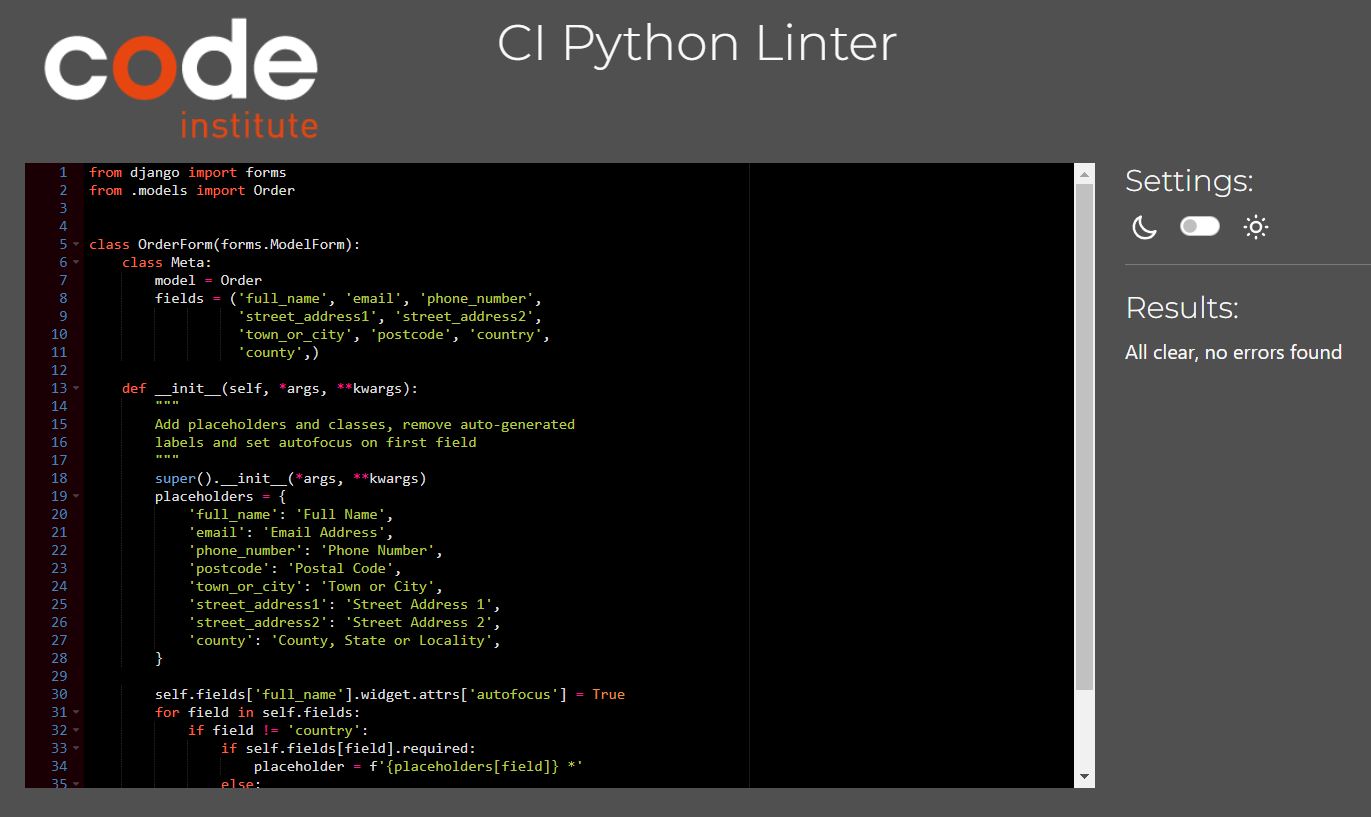 code
institute
CI Python Linter
1 from django import forms
2 from .models import Order
3
4
5 class OrderForm(forms.ModelForm):
6     class Meta:
7         model = Order
8         fields = ('full_name', 'email', 'phone_number',
9                   'street_address1', 'street_address2',
10                   'town_or_city', 'postcode', 'country',
11                   'county',)
12
13     def __init__(self, *args, **kwargs):
14         """
15         Add placeholders and classes, remove auto-generated
16         labels and set autofocus on first field
17         """
18         super().__init__(*args, **kwargs)
19         placeholders = {
20             'full_name': 'Full Name',
21             'email': 'Email Address',
22             'phone_number': 'Phone Number',
23             'postcode': 'Postal Code',
24             'town_or_city': 'Town or City',
25             'street_address1': 'Street Address 1',
26             'street_address2': 'Street Address 2',
27             'county': 'County, State or Locality',
28         }
29
30         self.fields['full_name'].widget.attrs['autofocus'] = True
31         for field in self.fields:
32             if field != 'country':
33                 if self.fields[field].required:
34                     placeholder = f'{placeholders[field]} *'
35                 else:
Settings:
Results:
All clear, no errors found